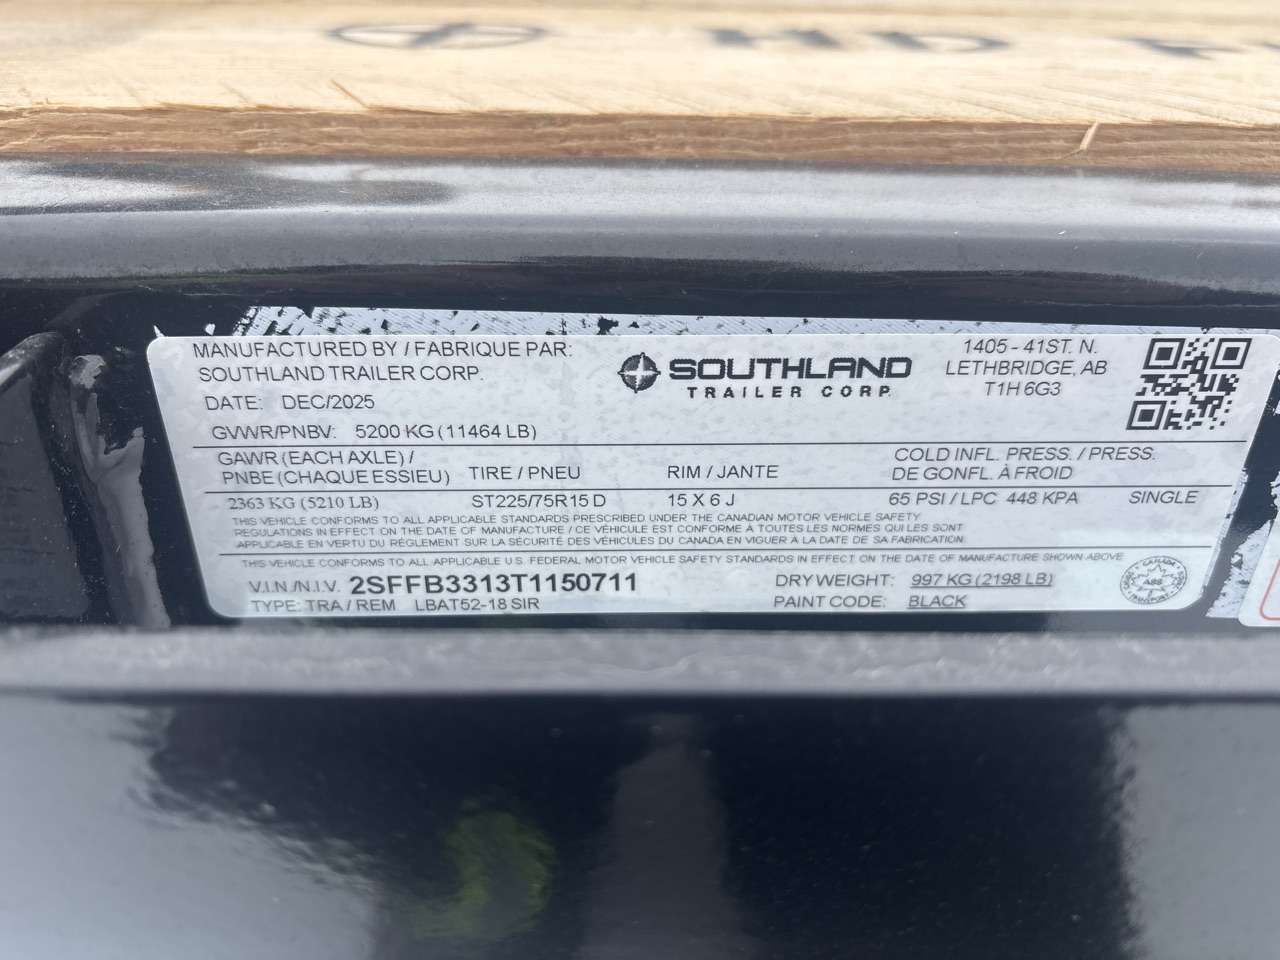 MANUFACTURED BY / FABRIQUE PAR:
SOUTHLAND TRAILER CORP.
DATE: DEC/2025
GVWR/PNBV: 5200 KG (11464 LB)
SOUTHLAND
TRAILER CORP
1405 - 41ST. N.
LETHBRIDGE, AB
T1H 6G3
GAWR (EACH AXLE) /
PNBE (CHAQUE ESSIEU) TIRE / PNEU RIM / JANTE
COLD INFL. PRESS. / PRESS.
DE GONFL. À FROID
2363 KG (5210 LB) ST225/75R15 D 15 X 6 J 65 PSI / LPC 448 KPA SINGLE
THIS VEHICLE CONFORMS TO ALL APPLICABLE STANDARDS PRESCRIBED UNDER THE CANADIAN MOTOR VEHICLE SAFETY
REGULATIONS IN EFFECT ON THE DATE OF MANUFACTURE / CE VÉHICULE EST CONFORME À TOUTES LES NORMES QUI LES SONT
APPLICABLE EN VERTU DU RÉGLEMENT SUR LA SÉCURITÉ DES VÉHICULES DU CANADA EN VIGUER À LA DATE DE SA FABRICATION.
THIS VEHICLE CONFORMS TO ALL APPLICABLE U.S. FEDERAL MOTOR VEHICLE SAFETY STANDARDS IN EFFECT ON THE DATE OF MANUFACTURE SHOWN ABOVE
V.I.N./N.I.V. 2SFFB3313T1150711 DRY WEIGHT: 997 KG (2198 LB)
TYPE: TRA / REM LBAT52-18 SIR PAINT CODE: BLACK
CANADA
TRANSPORT